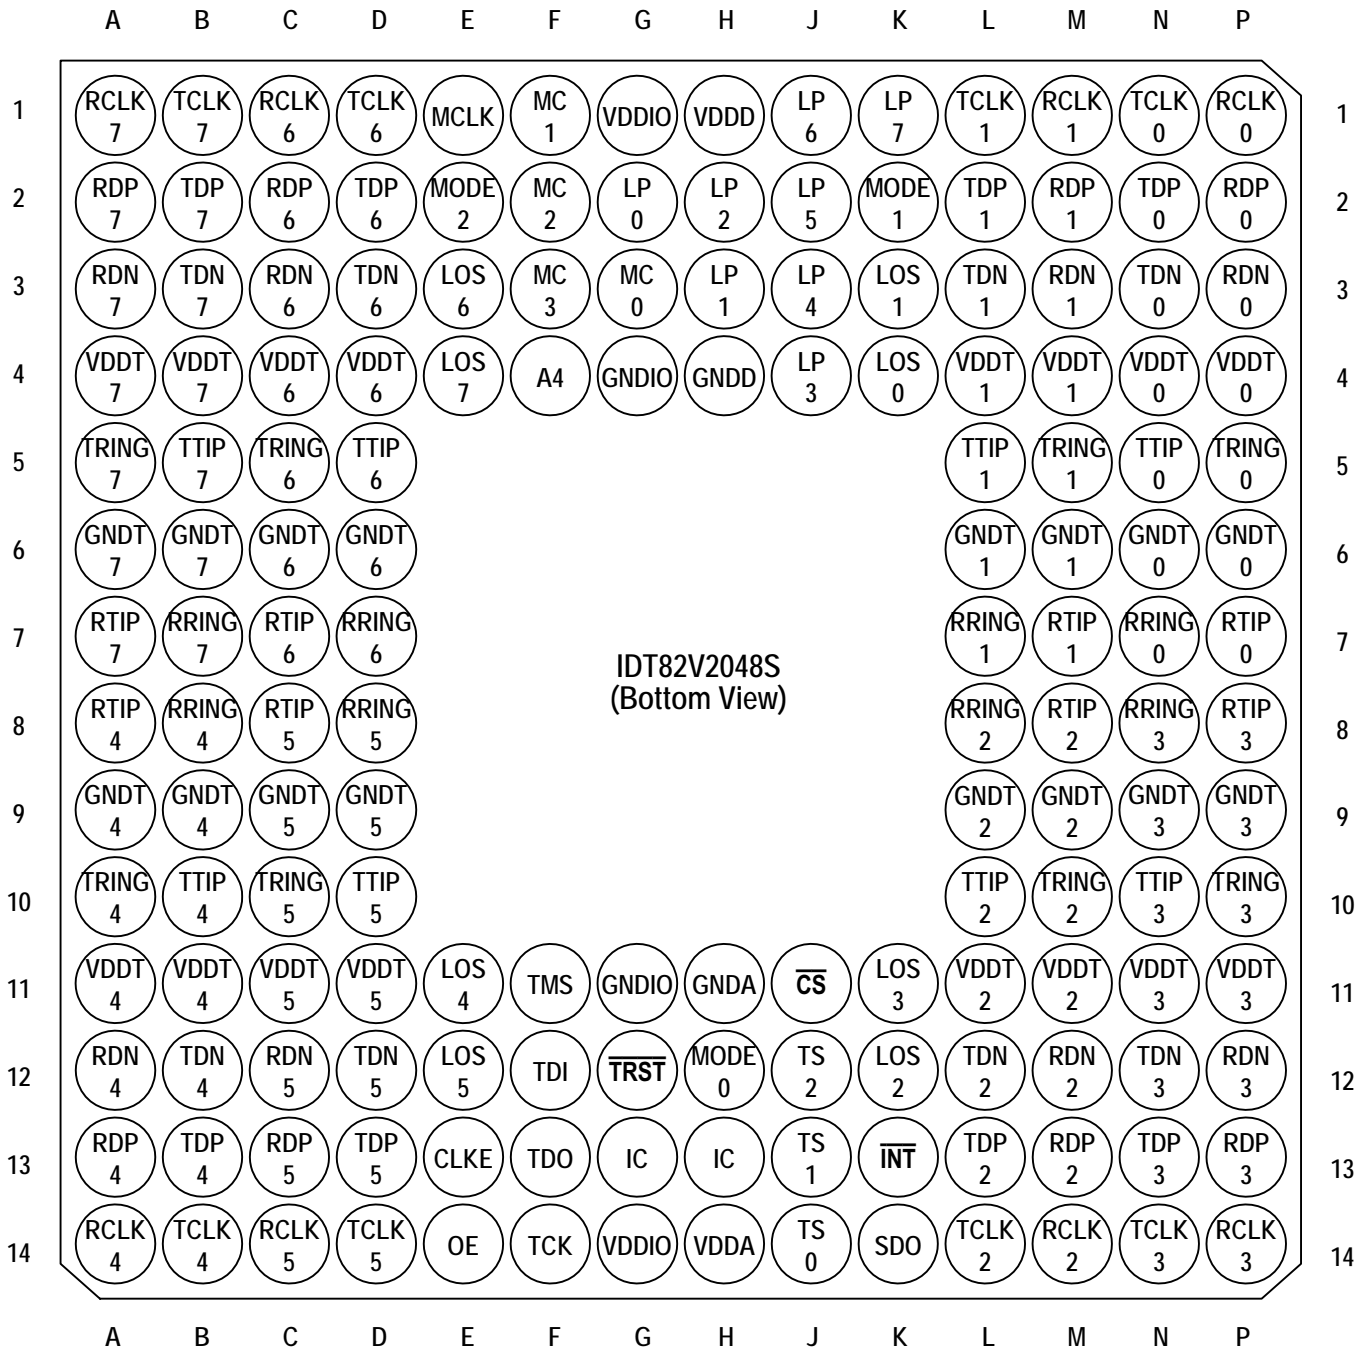 A B C D E F G H J K L M N P
1 RCLK 7 TCLK 7 RCLK 6 TCLK 6 MCLK MC 1 VDDIO VDDD LP 6 LP 7 TCLK 1 RCLK 1 TCLK 0 RCLK 0 1
2 RDP 7 TDP 7 RDP 6 TDP 6 MODE 2 MC 2 LP 0 LP 2 LP 5 MODE 1 TDP 1 RDP 1 TDP 0 RDP 0 2
3 RDN 7 TDN 7 RDN 6 TDN 6 LOS 6 MC 3 MC 0 LP 1 LP 4 LOS 1 TDN 1 RDN 1 TDN 0 RDN 0 3
4 VDDT 7 VDDT 7 VDDT 6 VDDT 6 LOS 7 A4 GNDIO GNDD LP 3 LOS 0 VDDT 1 VDDT 1 VDDT 0 VDDT 0 4
5 TRING 7 TTIP 7 TRING 6 TTIP 6 TTIP 1 TRING 1 TTIP 0 TRING 0 5
6 GNDT 7 GNDT 7 GNDT 6 GNDT 6 GNDT 1 GNDT 1 GNDT 0 GNDT 0 6
7 RTIP 7 RRING 7 RTIP 6 RRING 6 RRING 1 RTIP 1 RRING 0 RTIP 0 7
IDT82V2048S
(Bottom View)
8 RTIP 4 RRING 4 RTIP 5 RRING 5 RRING 2 RTIP 2 RRING 3 RTIP 3 8
9 GNDT 4 GNDT 4 GNDT 5 GNDT 5 GNDT 2 GNDT 2 GNDT 3 GNDT 3 9
10 TRING 4 TTIP 4 TRING 5 TTIP 5 TTIP 2 TRING 2 TTIP 3 TRING 3 10
11 VDDT 4 VDDT 4 VDDT 5 VDDT 5 LOS 4 TMS GNDIO GNDA CS LOS 3 VDDT 2 VDDT 2 VDDT 3 VDDT 3 11
12 RDN 4 TDN 4 RDN 5 TDN 5 LOS 5 TDI TRST MODE 0 TS 2 LOS 2 TDN 2 RDN 2 TDN 3 RDN 3 12
13 RDP 4 TDP 4 RDP 5 TDP 5 CLKE TDO IC IC TS 1 INT TDP 2 RDP 2 TDP 3 RDP 3 13
14 RCLK 4 TCLK 4 RCLK 5 TCLK 5 OE TCK VDDIO VDDA TS 0 SDO TCLK 2 RCLK 2 TCLK 3 RCLK 3 14
A B C D E F G H J K L M N P